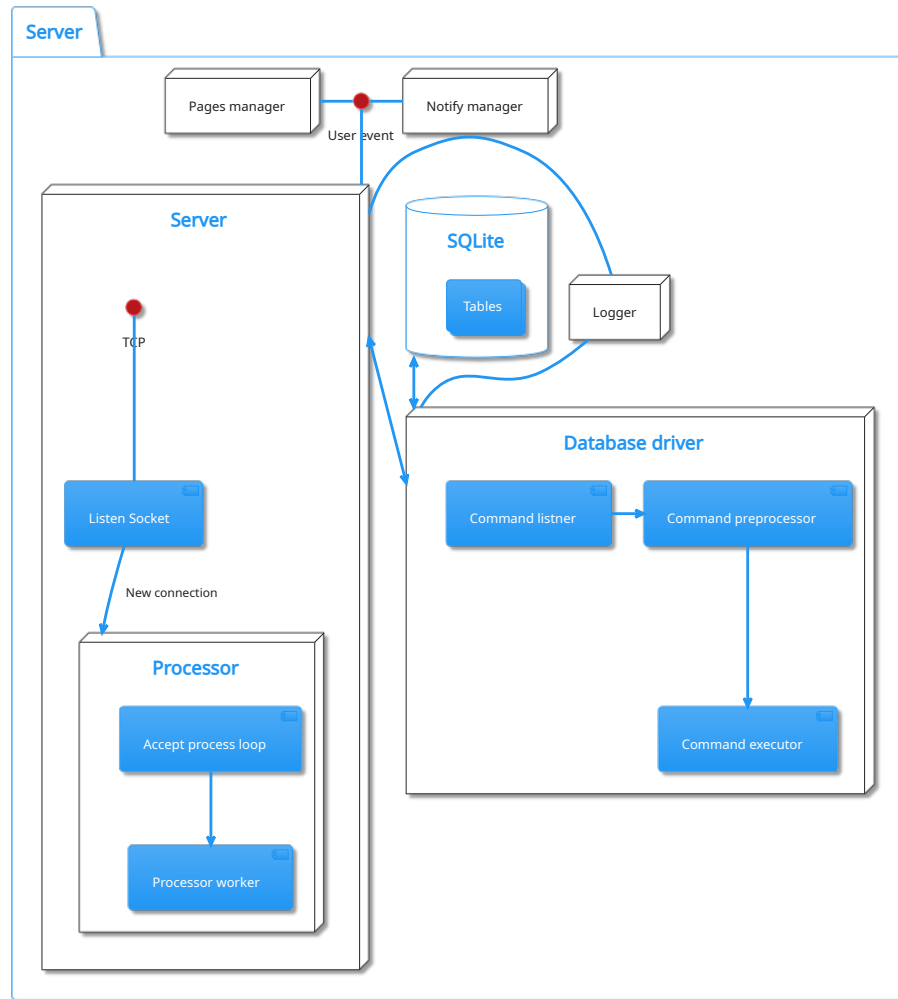 Server
Pages manager
Notify manager
User event
Server
SQLite
Tables
Logger
TCP
Database driver
Listen Socket
Command listner
Command preprocessor
New connection
Processor
Accept process loop
Command executor
Processor worker